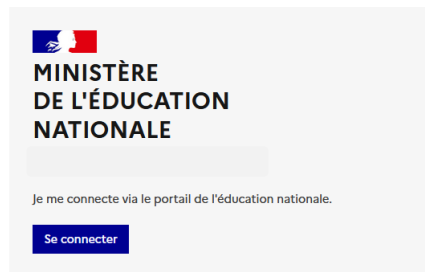 MINISTÈRE
DE L'ÉDUCATION
NATIONALE
Je me connecte via le portail de l'éducation nationale.
Se connecter